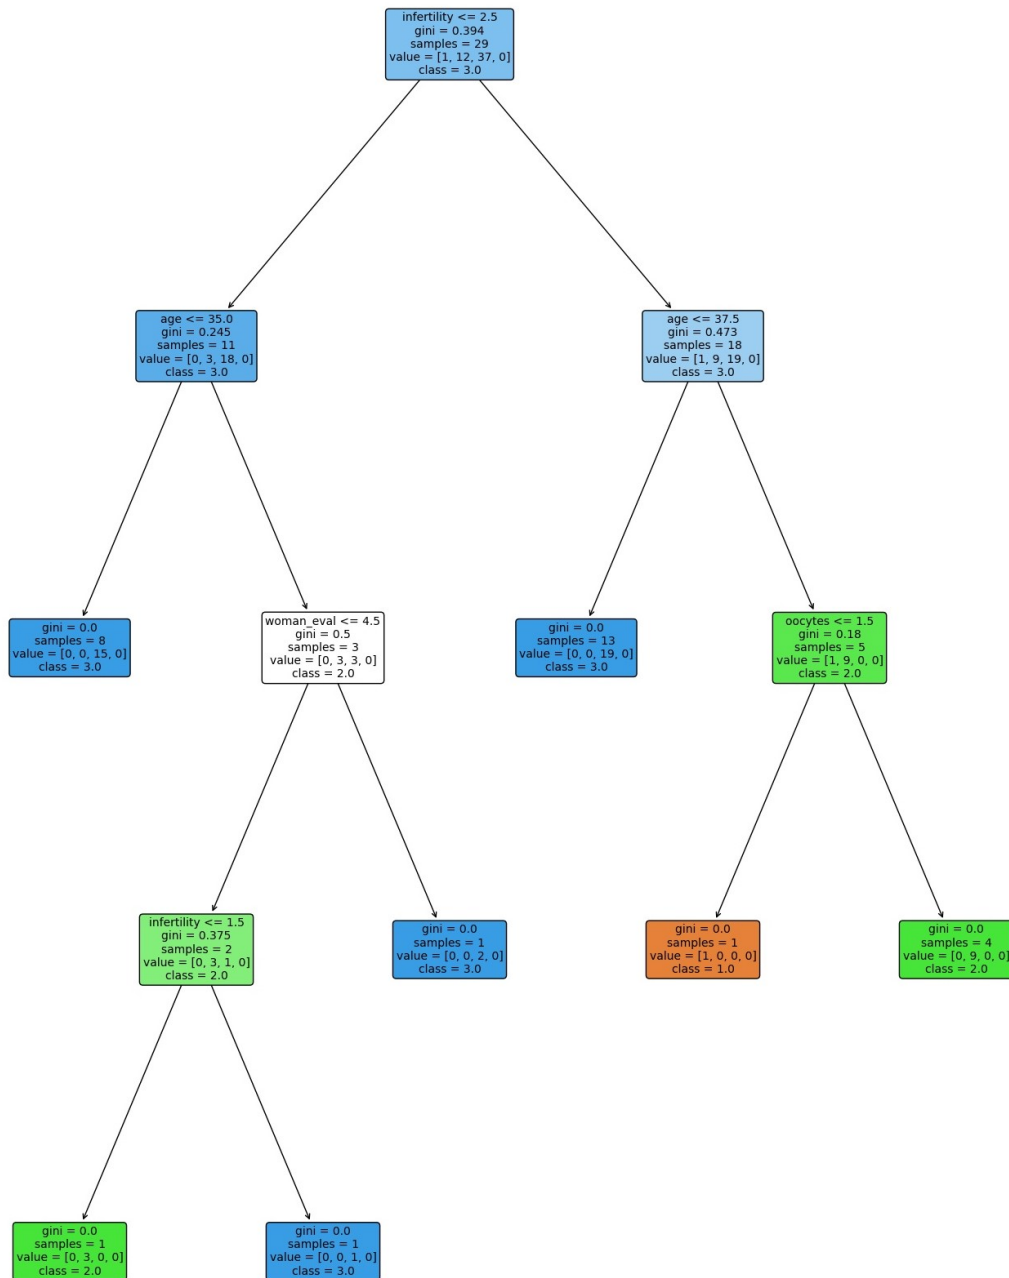 infertility <= 2.5
gini = 0.394
samples = 29
value = [1, 12, 37, 0]
class = 3.0
age <= 35.0
gini = 0.245
samples = 11
value = [0, 3, 18, 0]
class = 3.0
age <= 37.5
gini = 0.473
samples = 18
value = [1, 9, 19, 0]
class = 3.0
gini = 0.0
samples = 8
value = [0, 0, 15, 0]
class = 3.0
woman_eval <= 4.5
gini = 0.5
samples = 3
value = [0, 3, 3, 0]
class = 2.0
gini = 0.0
samples = 13
value = [0, 0, 19, 0]
class = 3.0
oocytes <= 1.5
gini = 0.18
samples = 5
value = [1, 9, 0, 0]
class = 2.0
infertility <= 1.5
gini = 0.375
samples = 2
value = [0, 3, 1, 0]
class = 2.0
gini = 0.0
samples = 1
value = [0, 0, 2, 0]
class = 3.0
gini = 0.0
samples = 1
value = [1, 0, 0, 0]
class = 1.0
gini = 0.0
samples = 4
value = [0, 9, 0, 0]
class = 2.0
gini = 0.0
samples = 1
value = [0, 3, 0, 0]
class = 2.0
gini = 0.0
samples = 1
value = [0, 0, 1, 0]
class = 3.0